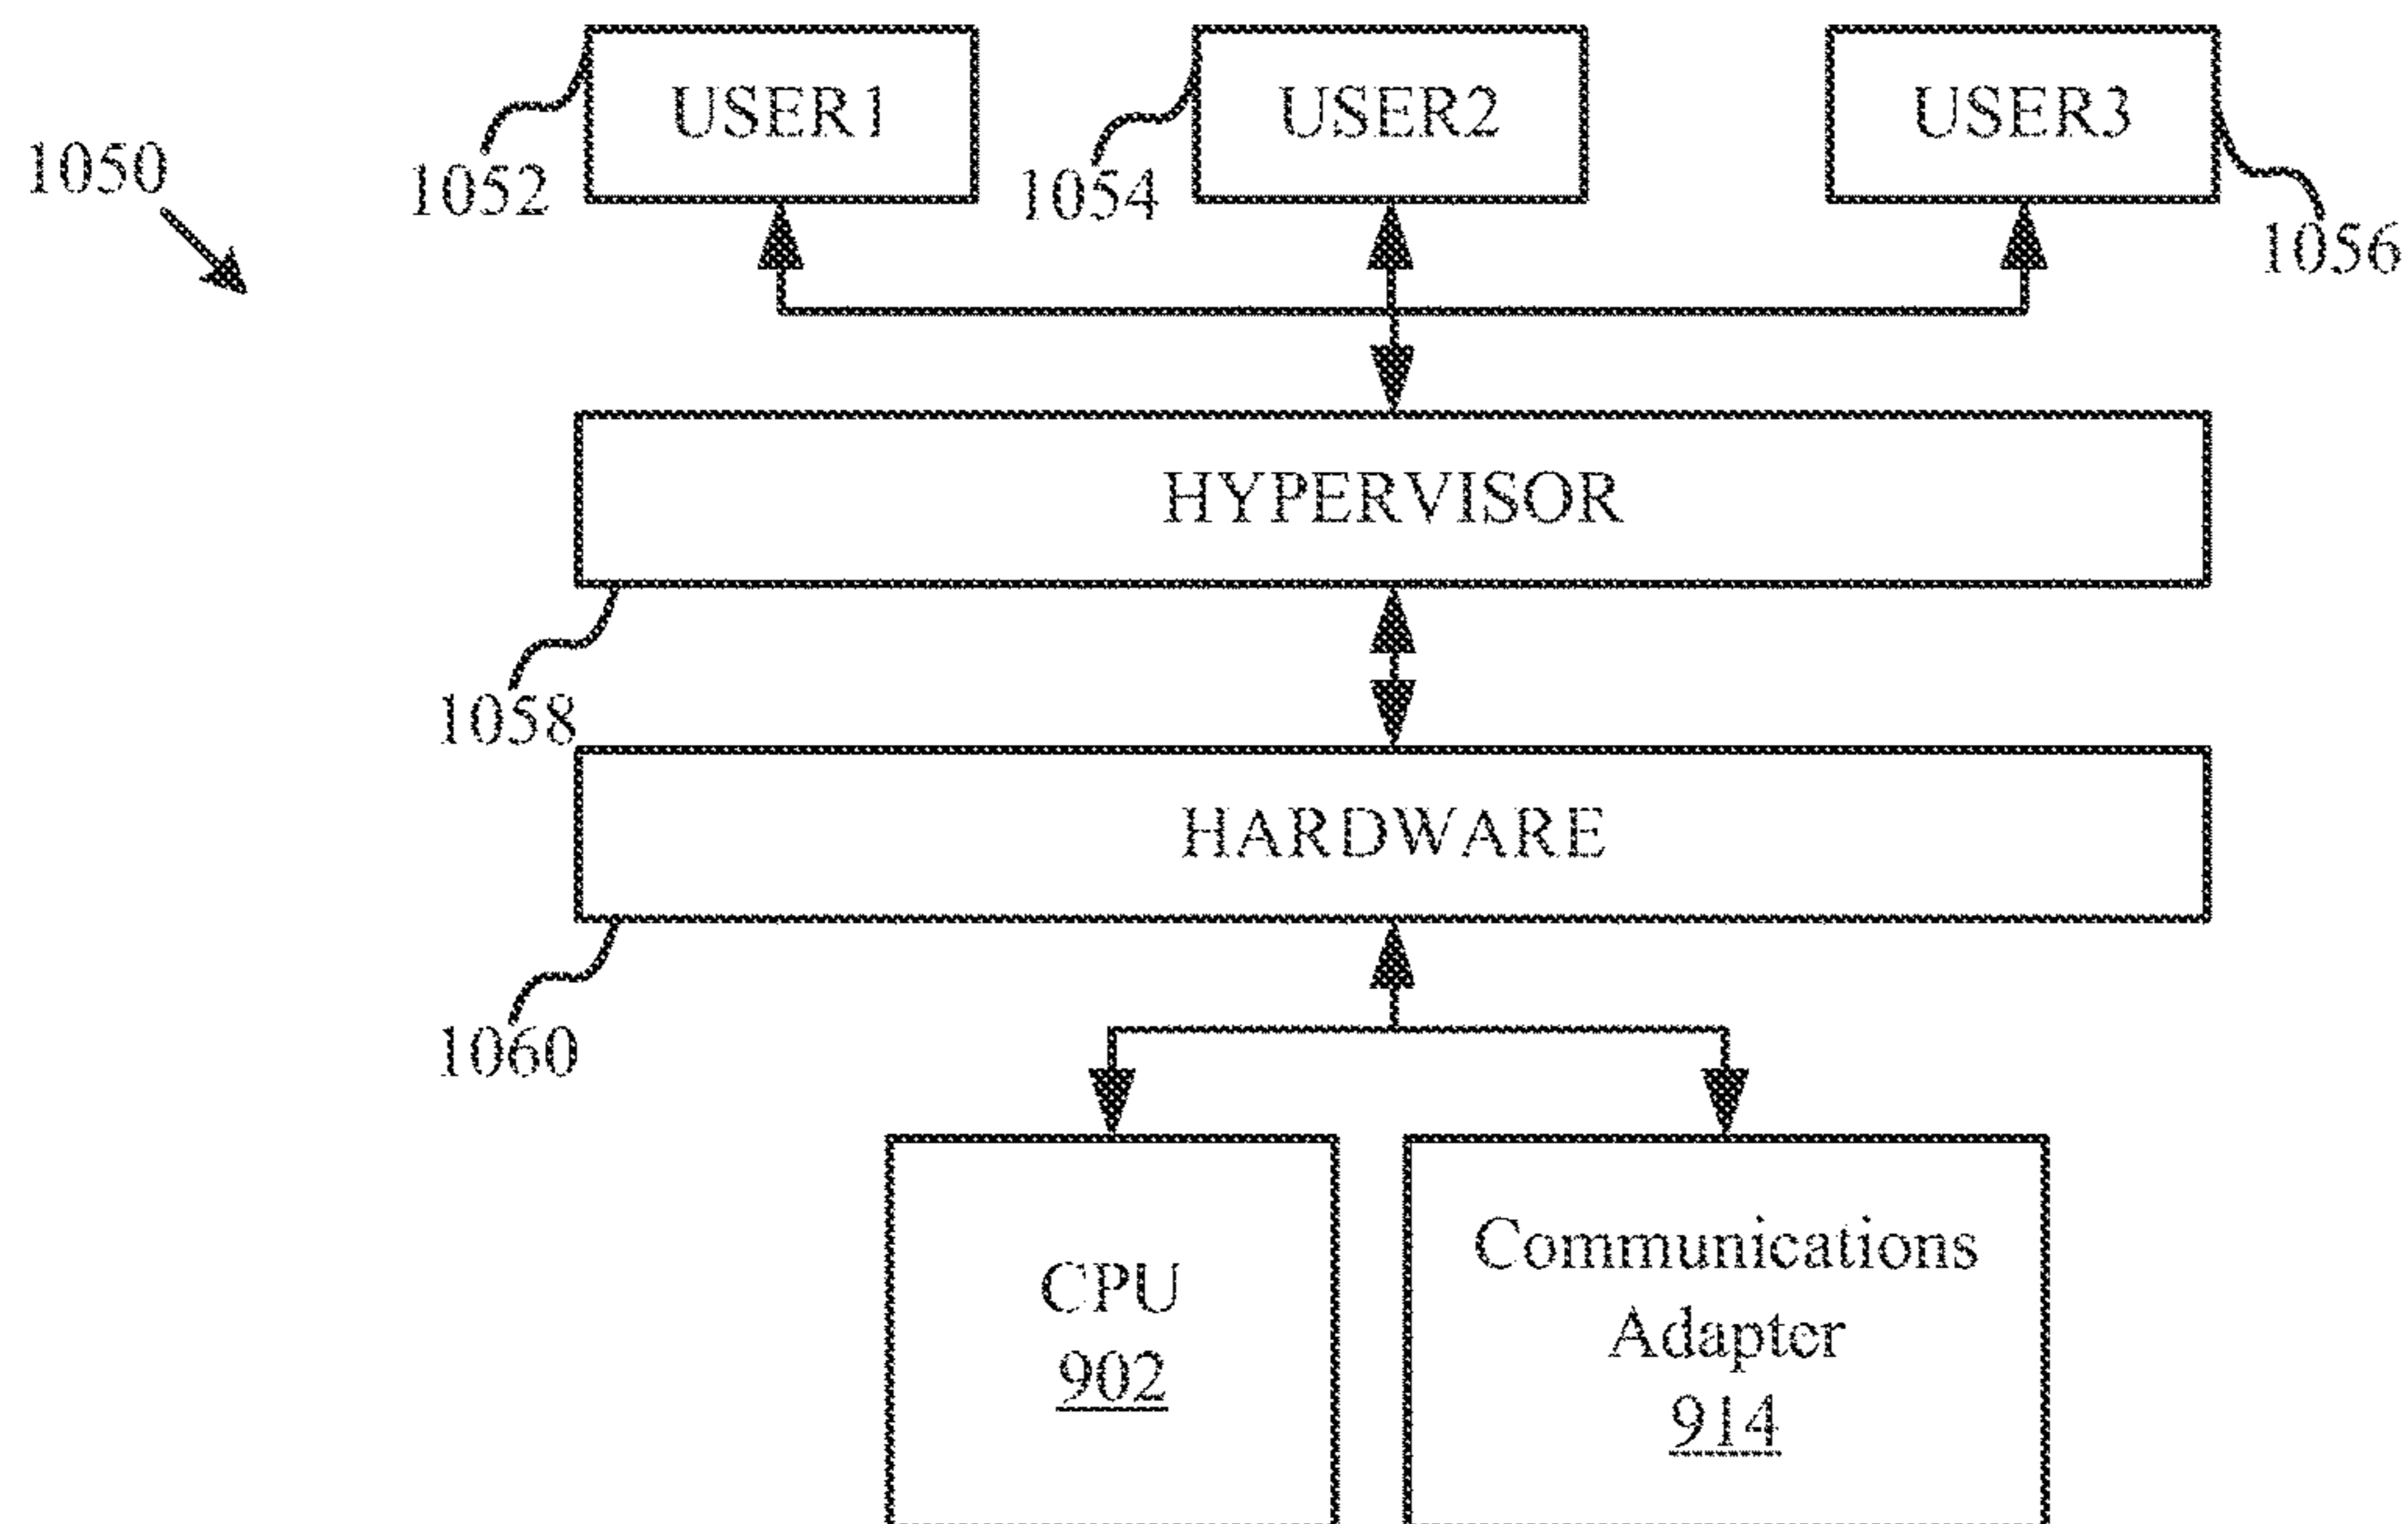 USER1
USER2
USER3
1050
1052
1054
1056
HYPERVISOR
1058
HARDWARE
1060
CPU
902
Communications
Adapter
914